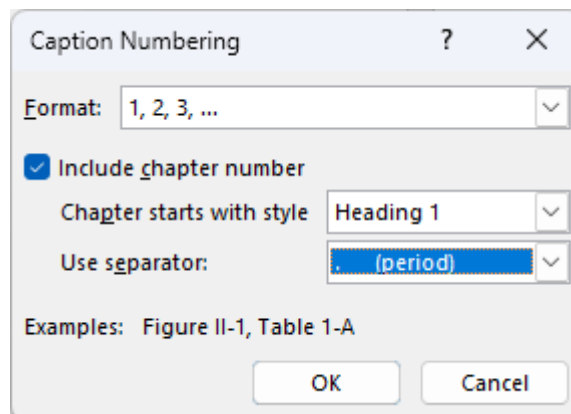 Caption Numbering ?
Format: 1, 2, 3, ...
Include chapter number
Chapter starts with style Heading 1
Use separator: . (period)
Examples: Figure II-1, Table 1-A
OK Cancel